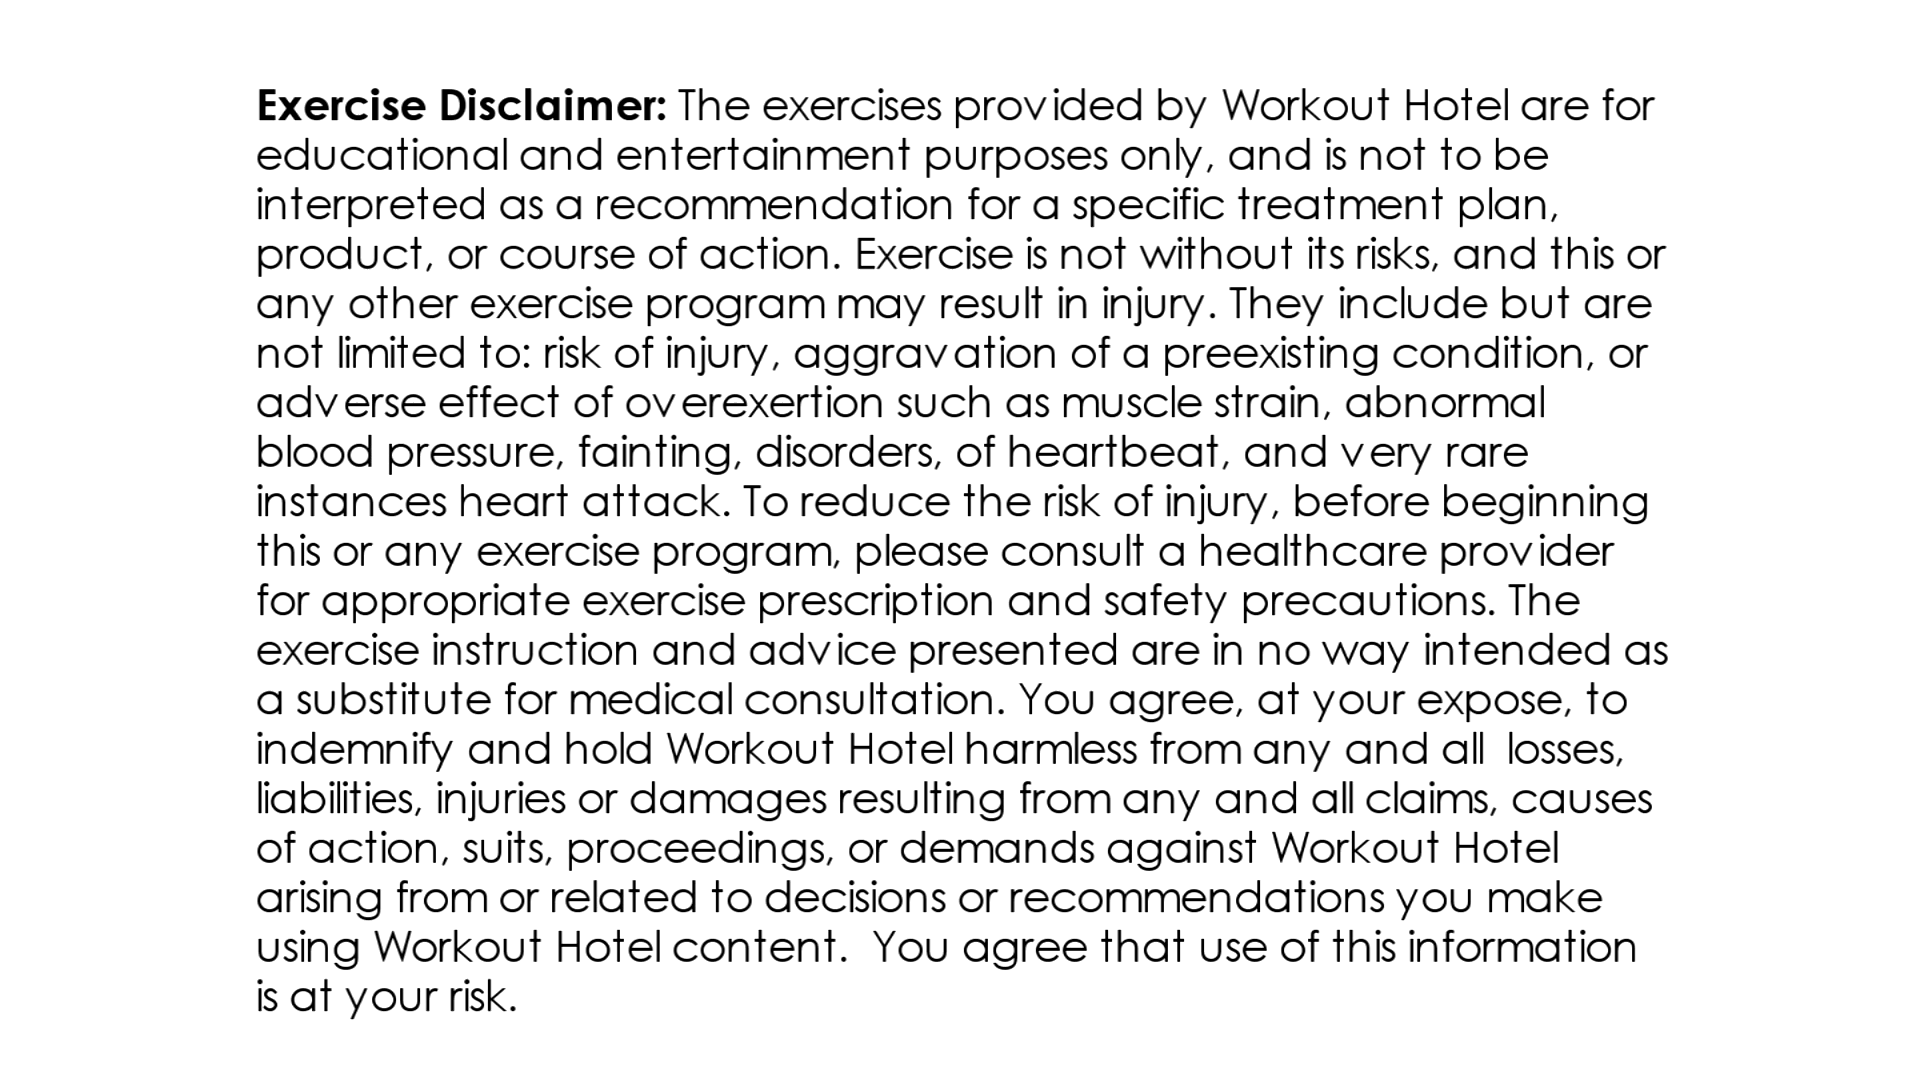 Exercise Disclaimer: The exercises provided by Workout Hotel are for
educational and entertainment purposes only, and is not to be
interpreted as a recommendation for a specific treatment plan,
product, or course of action. Exercise is not without its risks, and this or
any other exercise program may result in injury. They include but are
not limited to: risk of injury, aggravation of a preexisting condition, or
adverse effect of overexertion such as muscle strain, abnormal
blood pressure, fainting, disorders, of heartbeat, and very rare
instances heart attack. To reduce the risk of injury, before beginning
this or any exercise program, please consult a healthcare provider
for appropriate exercise prescription and safety precautions. The
exercise instruction and advice presented are in no way intended as
a substitute for medical consultation. You agree, at your expose, to
indemnify and hold Workout Hotel harmless from any and all  losses,
liabilities, injuries or damages resulting from any and all claims, causes
of action, suits, proceedings, or demands against Workout Hotel
arising from or related to decisions or recommendations you make
using Workout Hotel content.  You agree that use of this information
is at your risk.